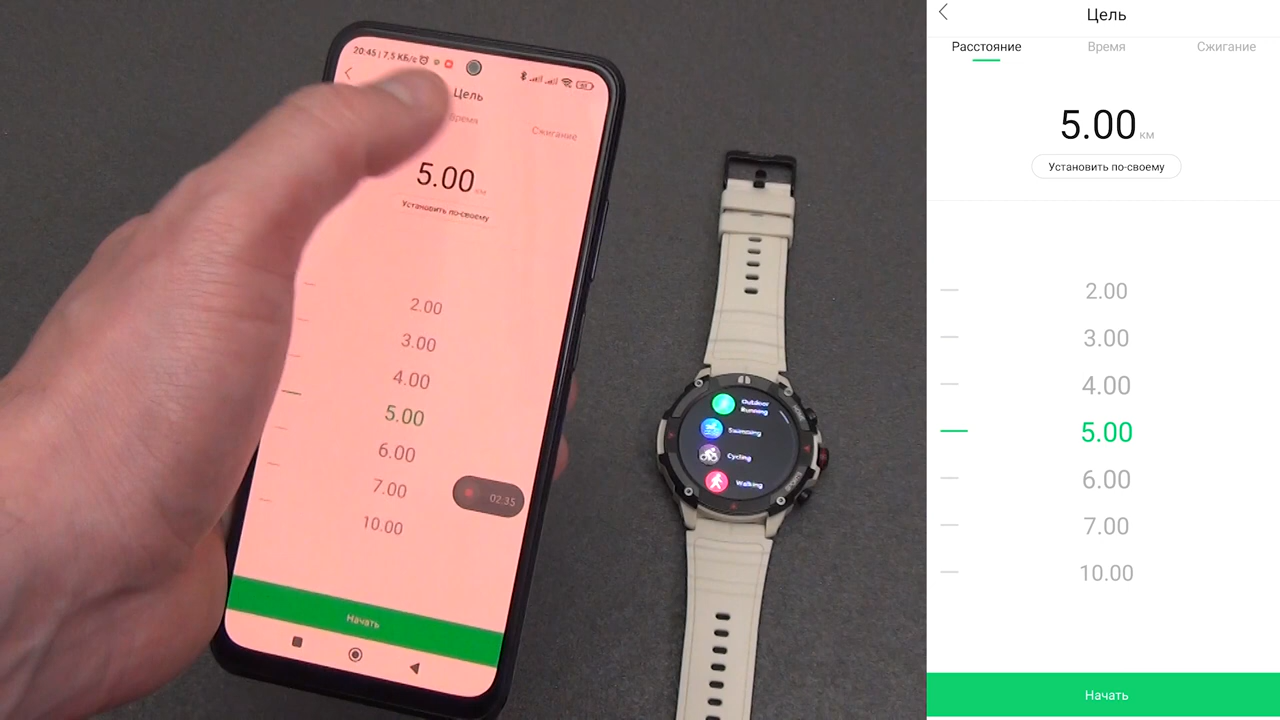 20:45 | 7,5 КБ/с
Цель
Время
Сжигание
5.00 км
Установить по-своему
2.00
3.00
4.00
5.00
6.00
7.00
10.00
02:35
Начать
Outdoor
Running
Swimming
Cycling
Walking
SPORTS
Цель
Расстояние
Время
Сжигание
5.00 км
Установить по-своему
2.00
3.00
4.00
5.00
6.00
7.00
10.00
Начать